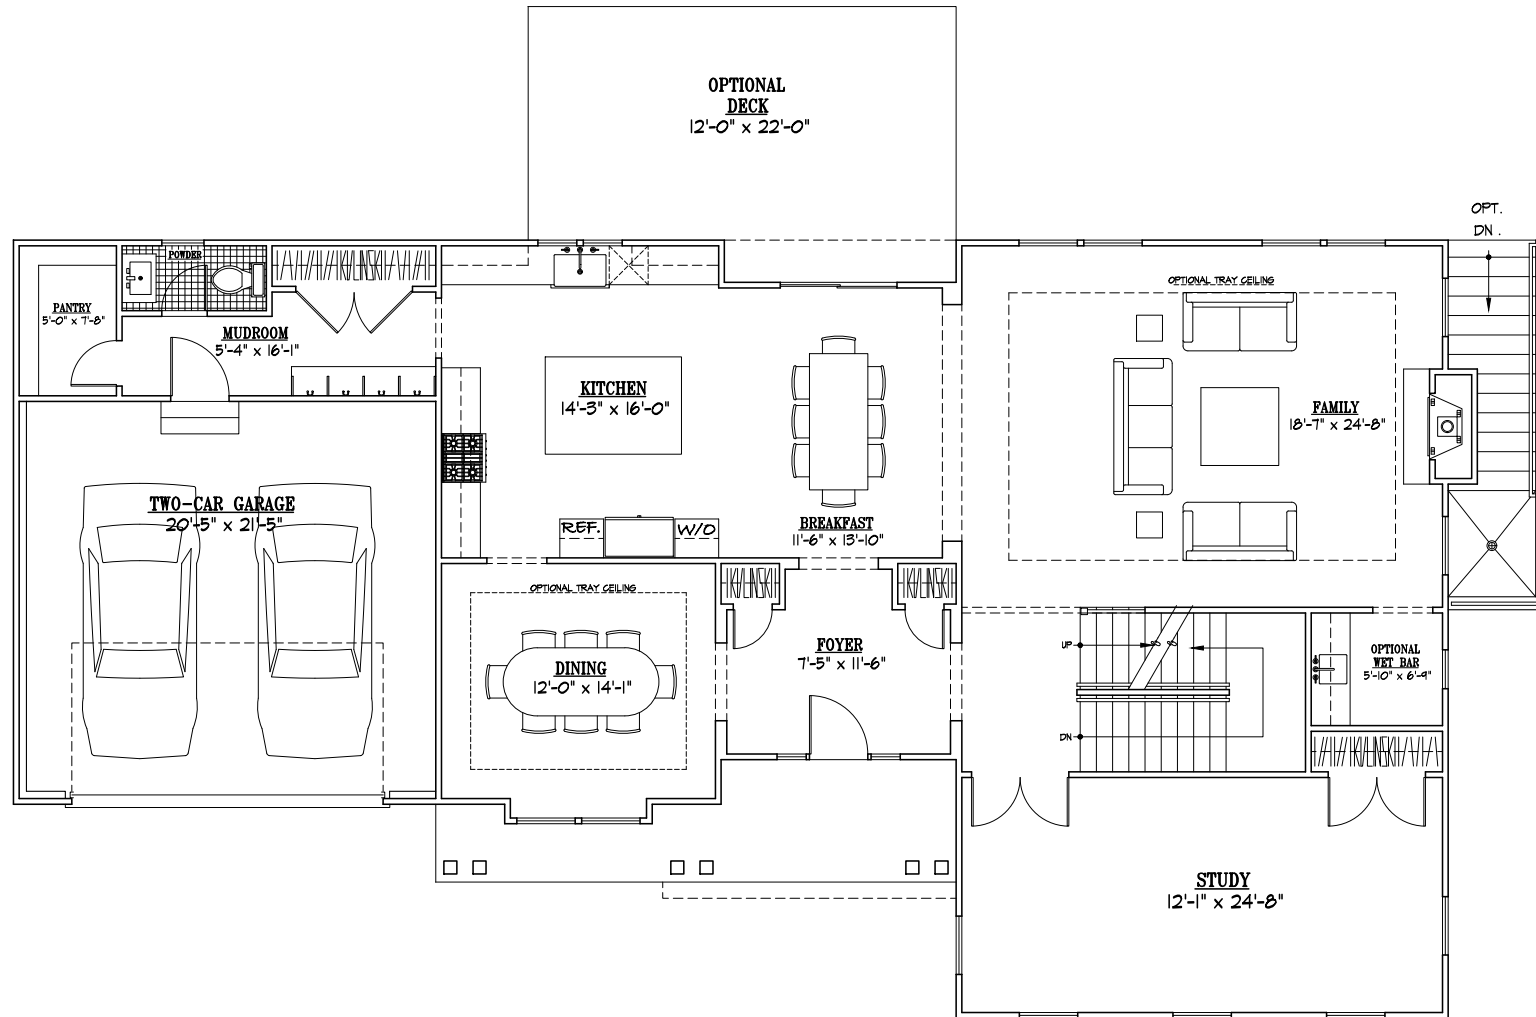 OPTIONAL
DECK
12'-0" x 22'-0"
OPT.
DN .
POWDER
PANTRY
5'-0" x 7'-8"
MUDROOM
5'-4" x 16'-1"
OPTIONAL TRAY CEILING
KITCHEN
14'-3" x 16'-0"
FAMILY
18'-7" x 24'-8"
TWO-CAR GARAGE
20'-5" x 21'-5"
REF.
W/O
BREAKFAST
11'-6" x 13'-10"
OPTIONAL TRAY CEILING
DINING
12'-0" x 14'-1"
FOYER
7'-5" x 11'-6"
UP
DN
OPTIONAL
WET BAR
5'-10" x 6'-9"
STUDY
12'-1" x 24'-8"